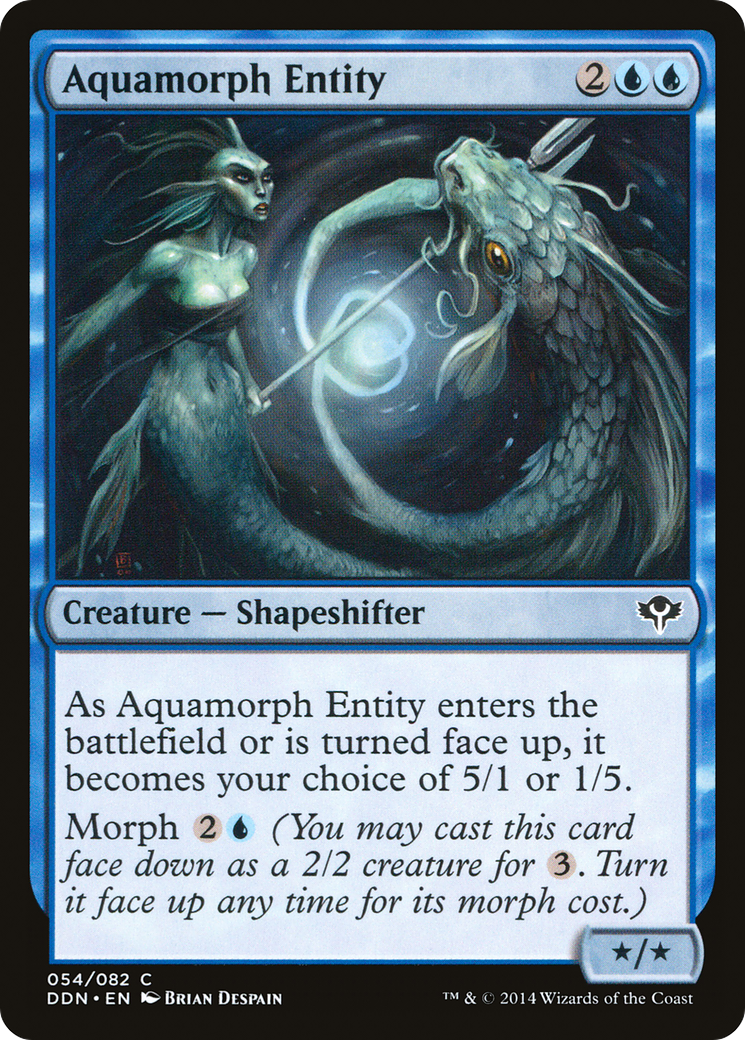 Aquamorph Entity 2
Creature — Shapeshifter
As Aquamorph Entity enters the
battlefield or is turned face up, it
becomes your choice of 5/1 or 1/5.
Morph 2 (You may cast this card
face down as a 2/2 creature for 3. Turn
it face up any time for its morph cost.)
★/★
054/082 C
DDN • EN Brian Despain
™ & © 2014 Wizards of the Coast